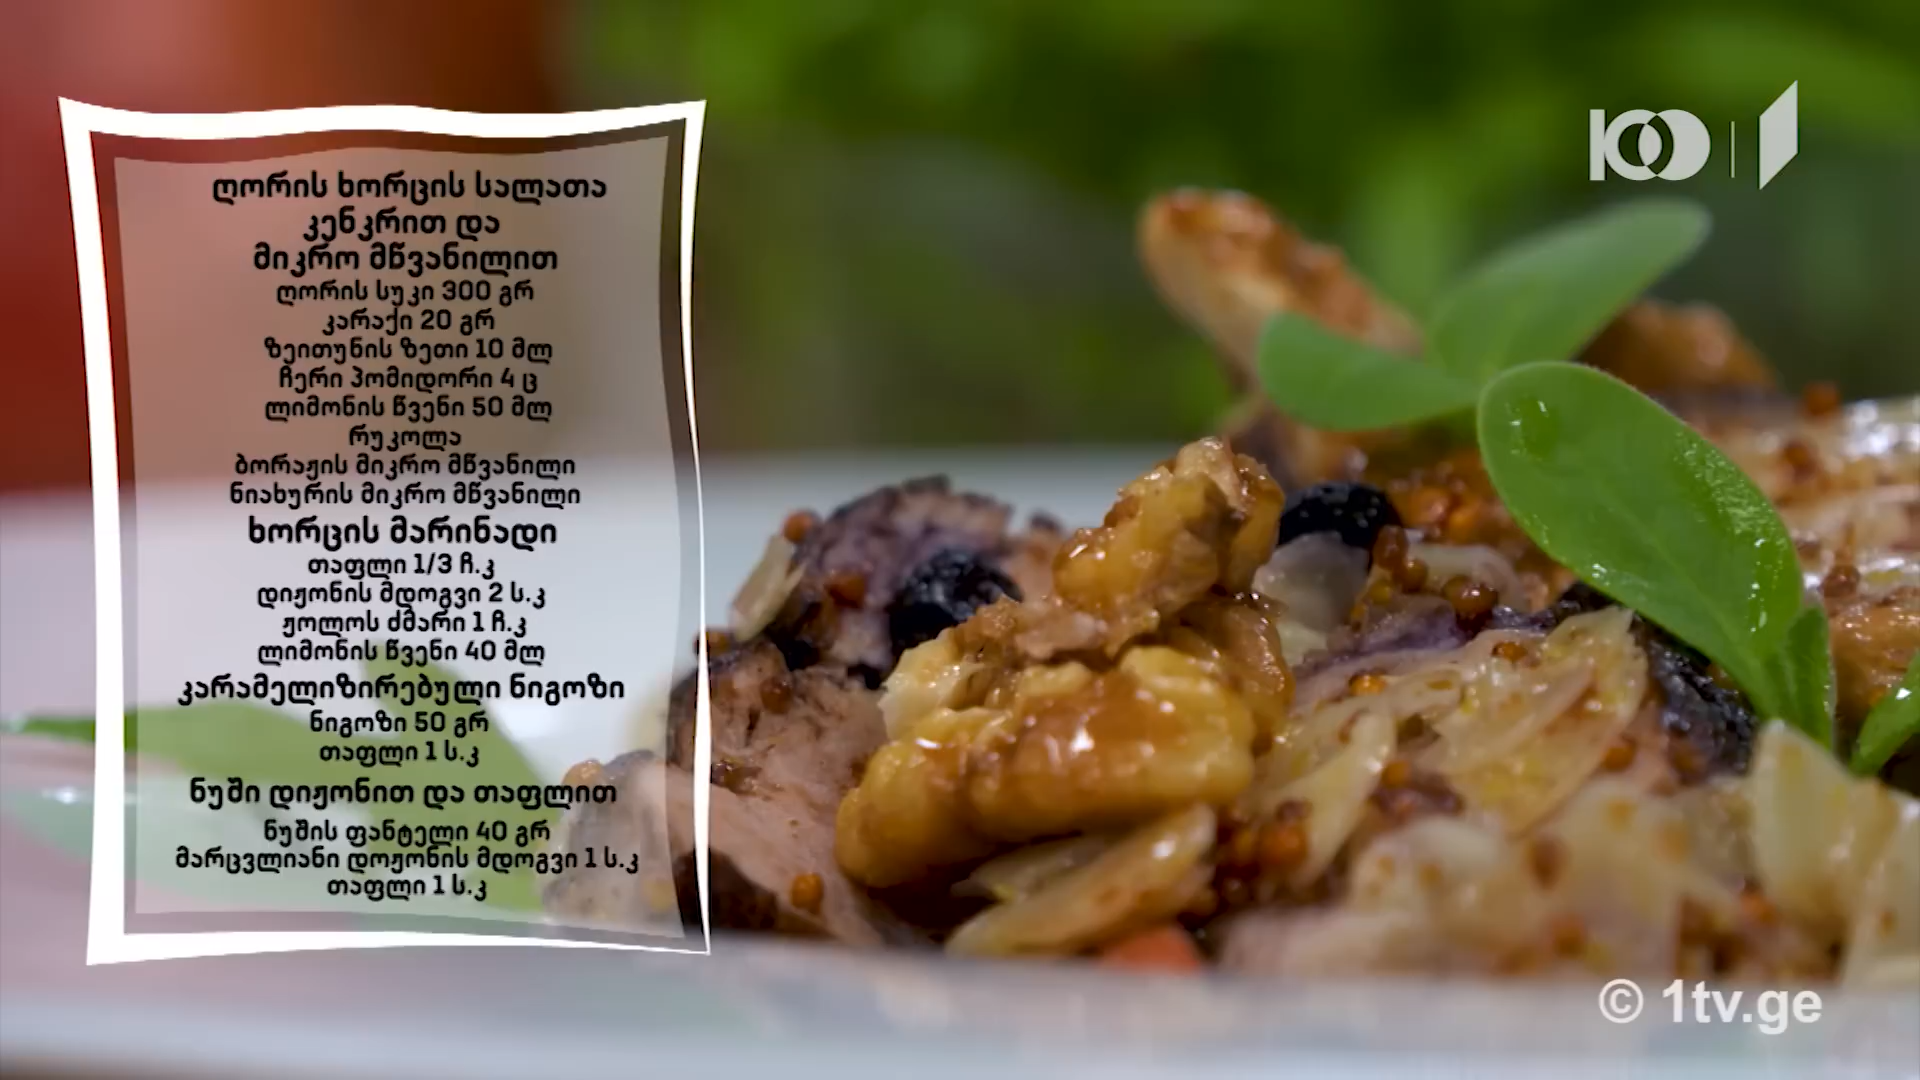 ღორის ხორცის სალათა
კენკრით და
მიკრო მწვანილით
ღორის სუკი 300 გრ
კარაქი 20 გრ
ზეითუნის ზეთი 10 მლ
ჩერი პომიდორი 4 ც
ლიმონის წვენი 50 მლ
რუკოლა
ბორაჟის მიკრო მწვანილი
ნიახურის მიკრო მწვანილი
ხორცის მარინადი
თაფლი 1/3 ჩ.კ
დიჟონის მდოგვი 2 ს.კ
ჟოლოს ძმარი 1 ჩ.კ
ლიმონის წვენი 40 მლ
კარამელიზირებული ნიგოზი
ნიგოზი 50 გრ
თაფლი 1 ს.კ
ნუში დიჟონით და თაფლით
ნუშის ფანტელი 40 გრ
მარცვლიანი დოჟონის მდოგვი 1 ს.კ
თაფლი 1 ს.კ
100
© 1tv.ge